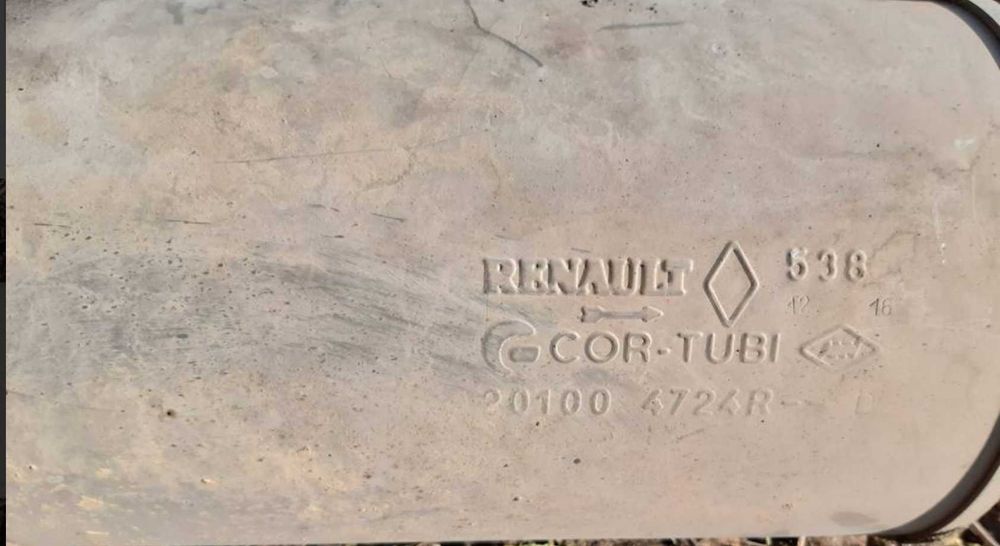 RENAULT 538
12 16
COR-TUBI
20100 4724R- D